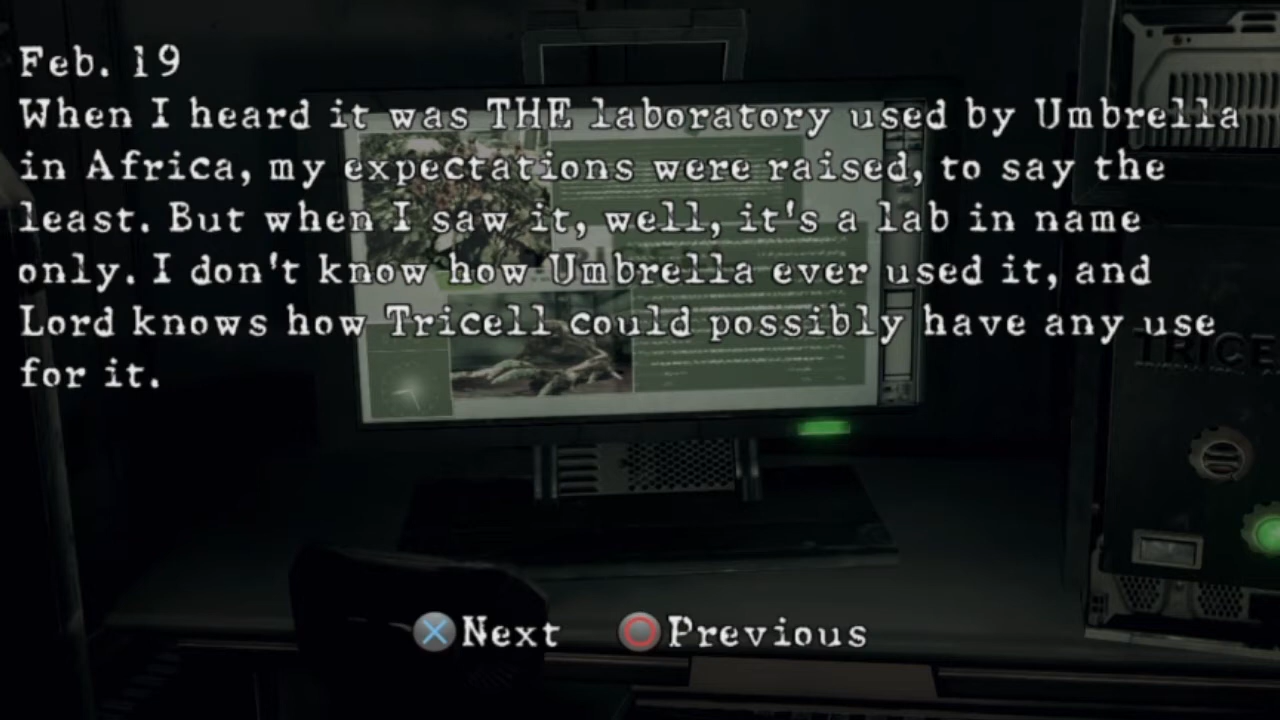 Feb. 19
When I heard it was THE laboratory used by Umbrella
in Africa, my expectations were raised, to say the
least. But when I saw it, well, it's a lab in name
only. I don't know how Umbrella ever used it, and
Lord knows how Tricell could possibly have any use
for it.
TRICE
Next Previous